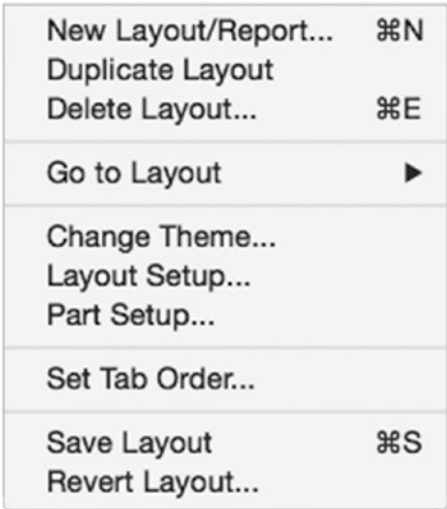 New Layout/Report... ⌘N
Duplicate Layout
Delete Layout... ⌘E
Go to Layout ▶
Change Theme...
Layout Setup...
Part Setup...
Set Tab Order...
Save Layout ⌘S
Revert Layout...